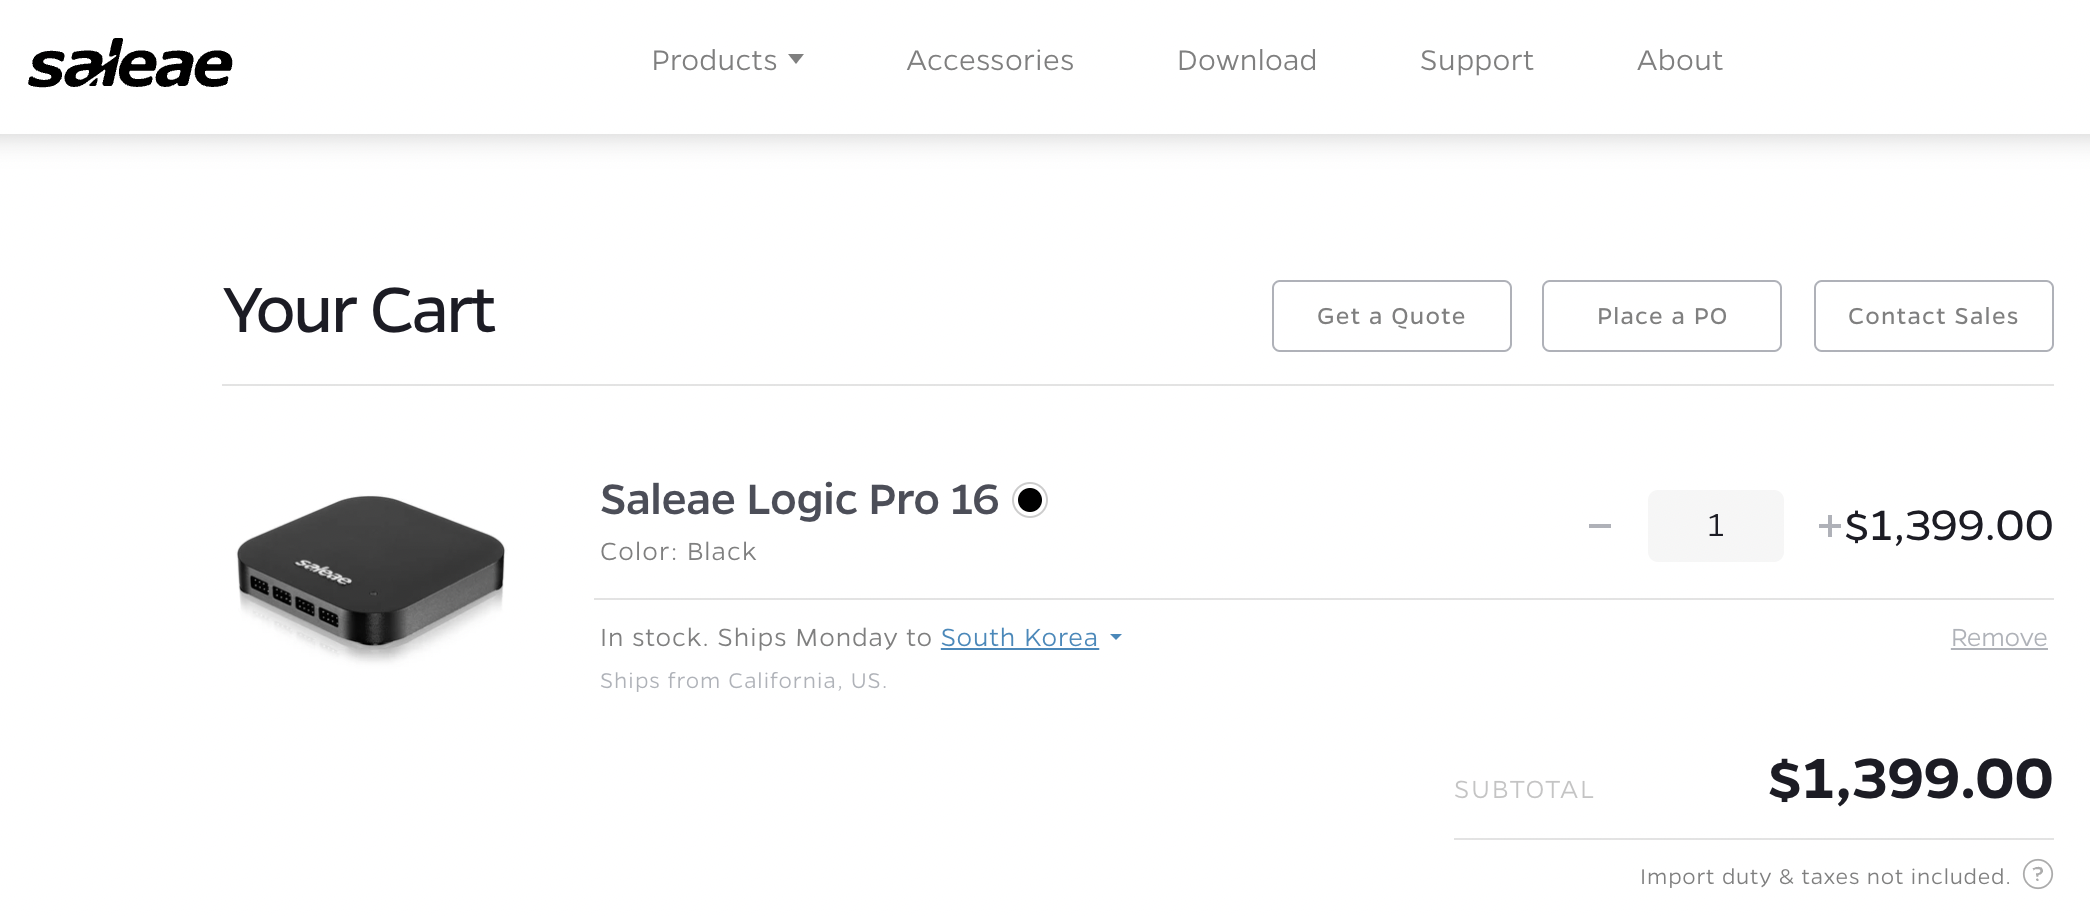 saleae
Products Accessories Download Support About
Your Cart
Get a Quote Place a PO Contact Sales
saleae
Saleae Logic Pro 16
Color: Black
− 1 +$1,399.00
In stock. Ships Monday to South Korea
Remove
Ships from California, US.
SUBTOTAL $1,399.00
Import duty & taxes not included. ?